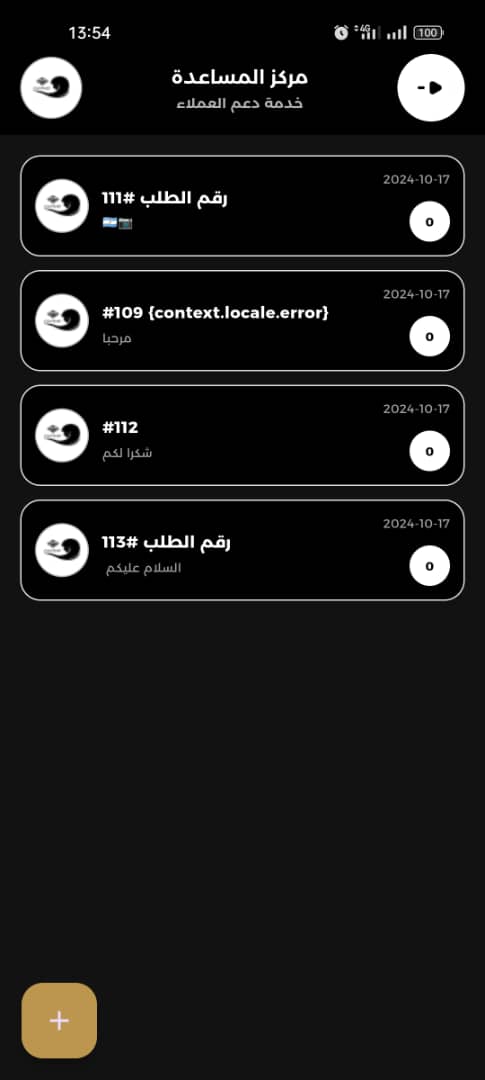 13:54
4G
100
مركز المساعدة
خدمة دعم العملاء
رقم الطلب #111
2024-10-17
🇦🇷📷
0
#109 {context.locale.error}
2024-10-17
مرحبا
0
#112
2024-10-17
شكرا لكم
0
رقم الطلب #113
2024-10-17
السلام عليكم
0
+